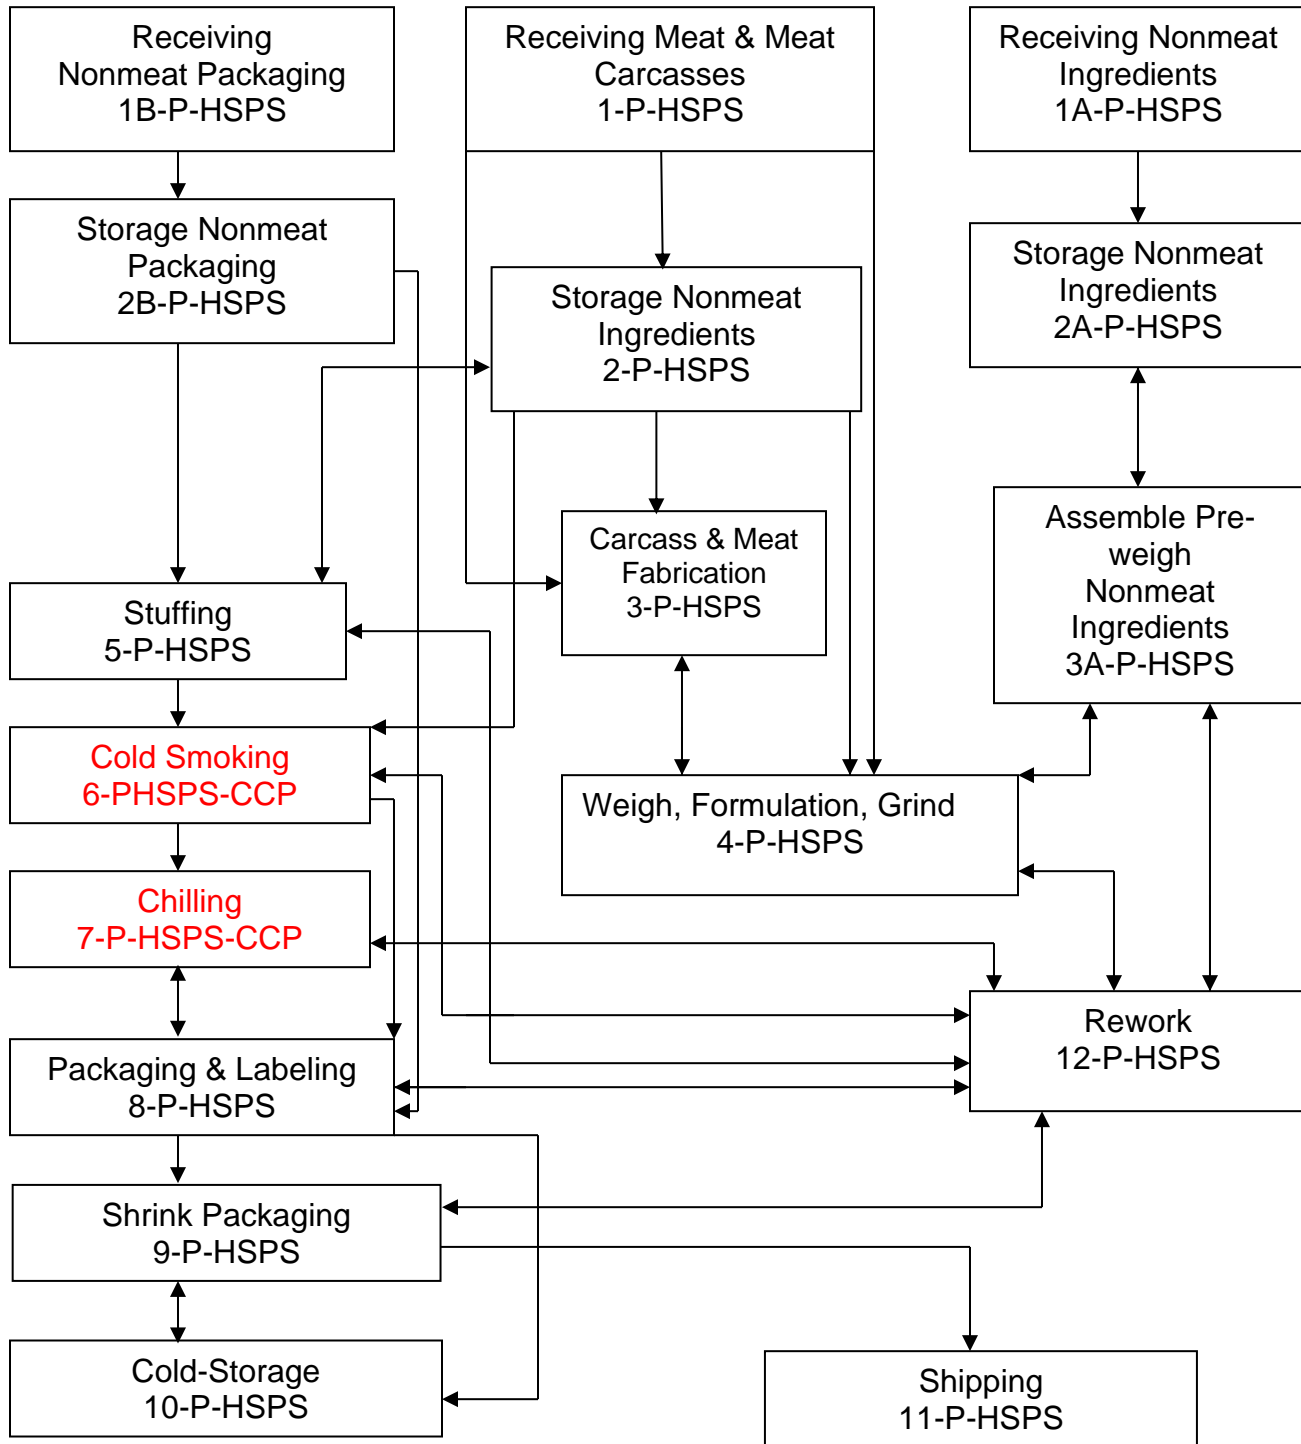 Receiving
Nonmeat Packaging
1B-P-HSPS
Receiving Meat & Meat
Carcasses
1-P-HSPS
Receiving Nonmeat
Ingredients
1A-P-HSPS
Storage Nonmeat
Packaging
2B-P-HSPS
Storage Nonmeat
Ingredients
2-P-HSPS
Storage Nonmeat
Ingredients
2A-P-HSPS
Carcass & Meat
Fabrication
3-P-HSPS
Assemble Pre-
weigh
Nonmeat
Ingredients
3A-P-HSPS
Stuffing
5-P-HSPS
Cold Smoking
6-PHSPS-CCP
Weigh, Formulation, Grind
4-P-HSPS
Chilling
7-P-HSPS-CCP
Rework
12-P-HSPS
Packaging & Labeling
8-P-HSPS
Shrink Packaging
9-P-HSPS
Cold-Storage
10-P-HSPS
Shipping
11-P-HSPS